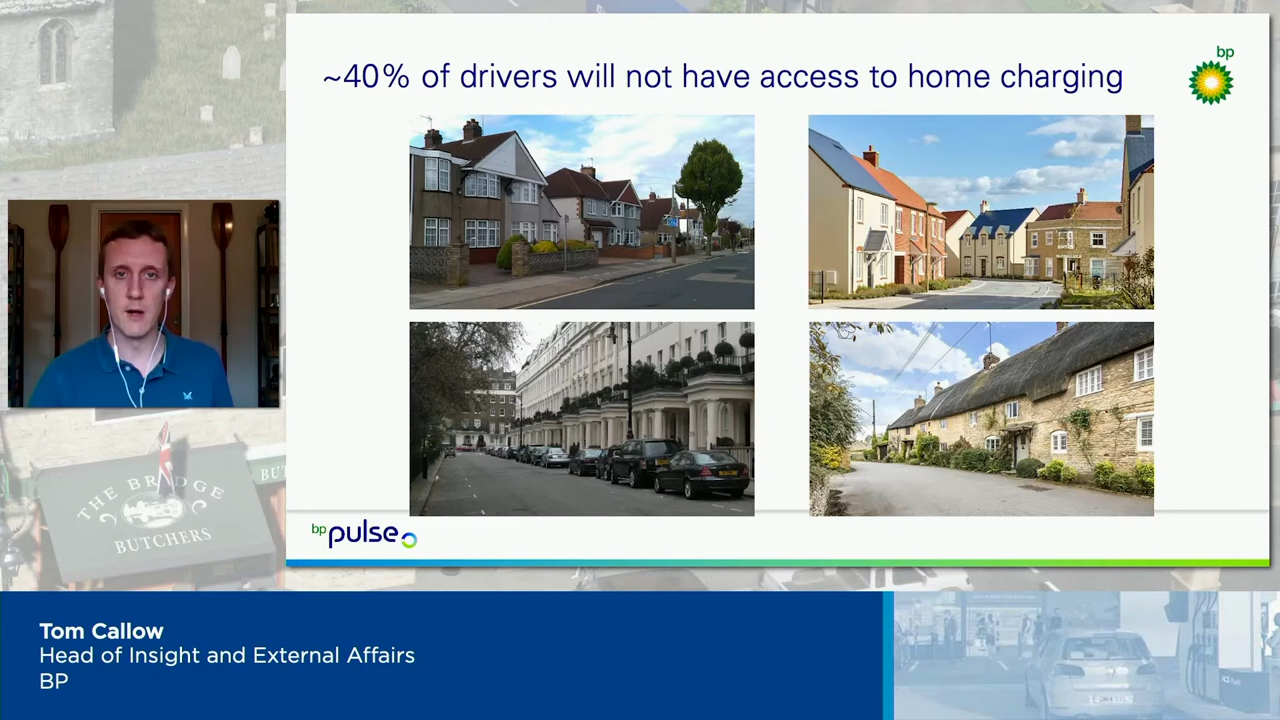 ~40% of drivers will not have access to home charging
bp
bp pulse
THE BRIDGE
BUTCHERS
BUT
Tom Callow
Head of Insight and External Affairs
BP